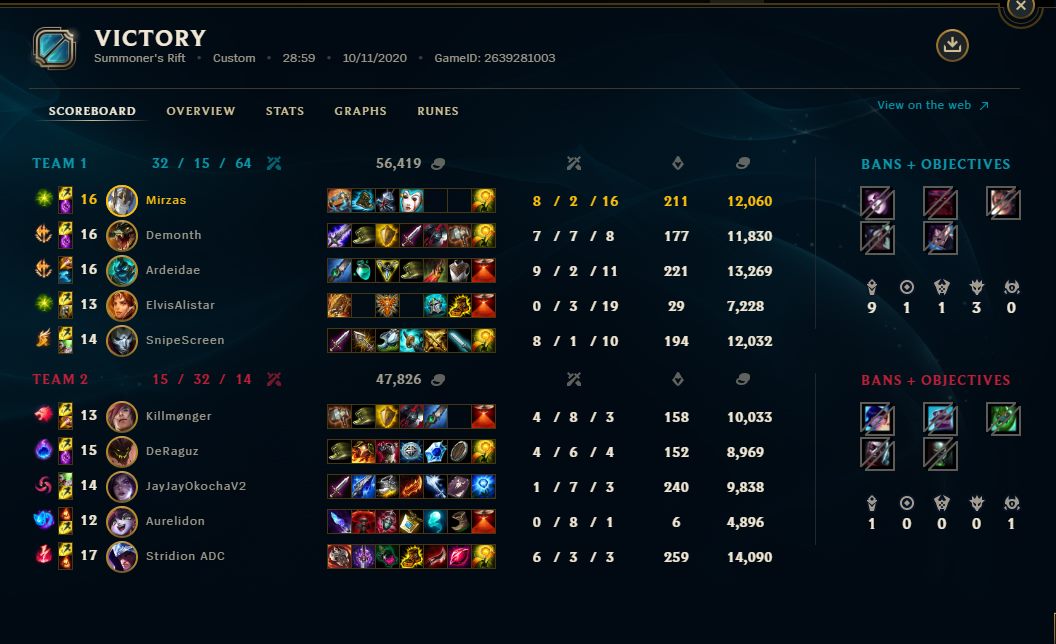 VICTORY
Summoner's Rift • Custom • 28:59 • 10/11/2020 • GameID: 2639281003
SCOREBOARD OVERVIEW STATS GRAPHS RUNES View on the web
TEAM 1 32 / 15 / 64 56,419 BANS + OBJECTIVES
16 Mirzas 8 / 2 / 16 211 12,060
16 Demonth 7 / 7 / 8 177 11,830
16 Ardeidae 9 / 2 / 11 221 13,269
13 ElvisAlistar 0 / 3 / 19 29 7,228
9 1 1 3 0
14 SnipeScreen 8 / 1 / 10 194 12,032
TEAM 2 15 / 32 / 14 47,826 BANS + OBJECTIVES
13 Killmønger 4 / 8 / 3 158 10,033
15 DeRaguz 4 / 6 / 4 152 8,969
14 JayJayOkochaV2 1 / 7 / 3 240 9,838
12 Aurelidon 0 / 8 / 1 6 4,896
1 0 0 0 1
17 Stridion ADC 6 / 3 / 3 259 14,090